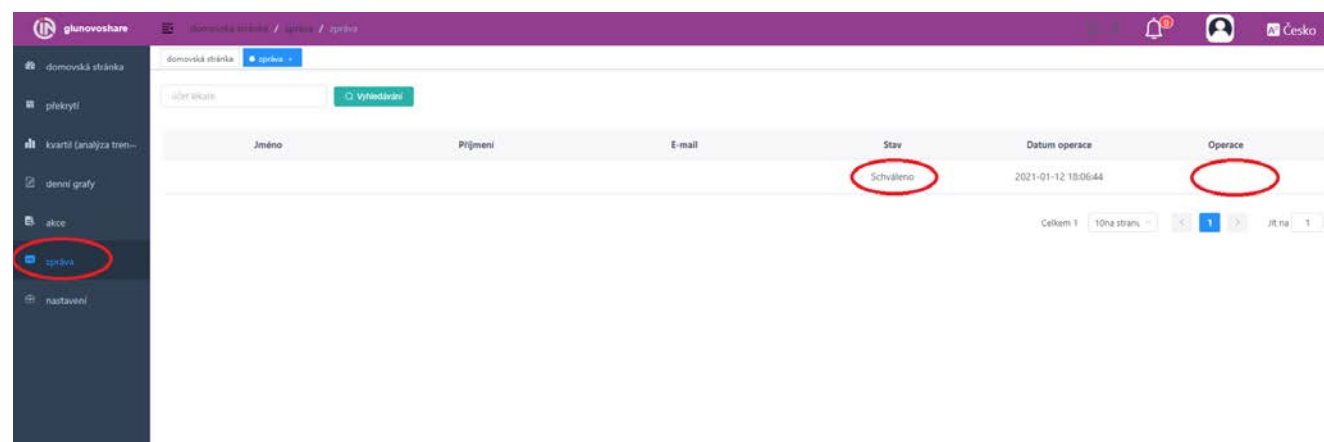 glunovoshare
domovská stránka / zpráva / zpráva
0
Česko
domovská stránka
překrytí
kvartil (analýza tren...
denní grafy
akce
zpráva
nastavení
domovská stránka
zpráva ×
účet lékaře
Vyhledávání
Jméno Příjmení E-mail Stav Datum operace Operace
Schváleno 2021-01-12 18:06:44
Celkem 1 10na stranu 1 Jít na 1